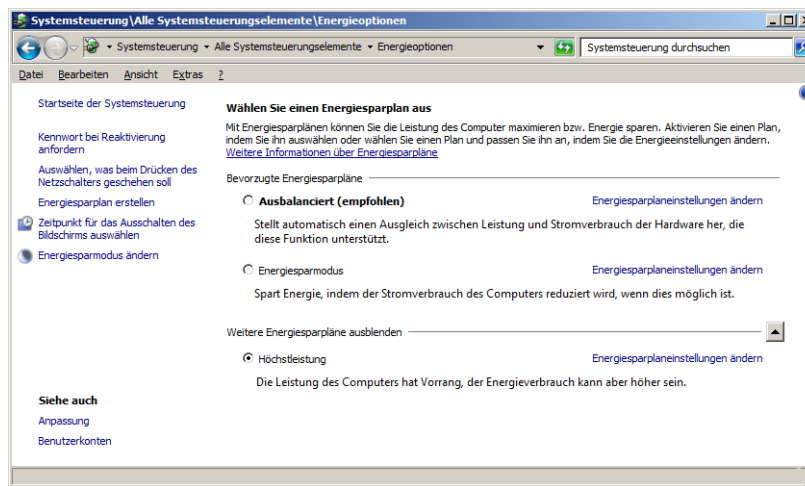 Systemsteuerung\Alle Systemsteuerungselemente\Energieoptionen
Systemsteuerung Alle Systemsteuerungselemente Energieoptionen Systemsteuerung durchsuchen
Datei Bearbeiten Ansicht Extras ?
Startseite der Systemsteuerung
Kennwort bei Reaktivierung
anfordern
Auswählen, was beim Drücken des
Netzschalters geschehen soll
Energiesparplan erstellen
Zeitpunkt für das Ausschalten des
Bildschirms auswählen
Energiesparmodus ändern
Siehe auch
Anpassung
Benutzerkonten
Wählen Sie einen Energiesparplan aus
Mit Energiesparplänen können Sie die Leistung des Computer maximieren bzw. Energie sparen. Aktivieren Sie einen Plan,
indem Sie ihn auswählen oder wählen Sie einen Plan und passen Sie ihn an, indem Sie die Energieeinstellungen ändern.
Weitere Informationen über Energiesparpläne
Bevorzugte Energiesparpläne
Ausbalanciert (empfohlen) Energiesparplaneinstellungen ändern
Stellt automatisch einen Ausgleich zwischen Leistung und Stromverbrauch der Hardware her, die
diese Funktion unterstützt.
Energiesparmodus Energiesparplaneinstellungen ändern
Spart Energie, indem der Stromverbrauch des Computers reduziert wird, wenn dies möglich ist.
Weitere Energiesparpläne ausblenden
Höchstleistung Energiesparplaneinstellungen ändern
Die Leistung des Computers hat Vorrang, der Energieverbrauch kann aber höher sein.